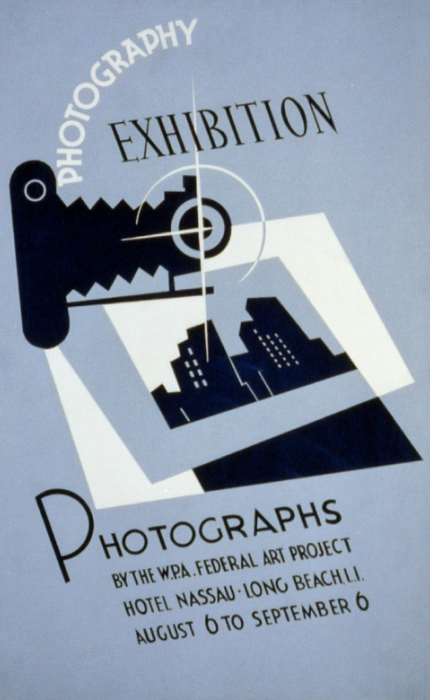 PHOTOGRAPHY
EXHIBITION
PHOTOGRAPHS
BY THE W.P.A. FEDERAL ART PROJECT
HOTEL NASSAU · LONG BEACH, L.I.
AUGUST 6 TO SEPTEMBER 6